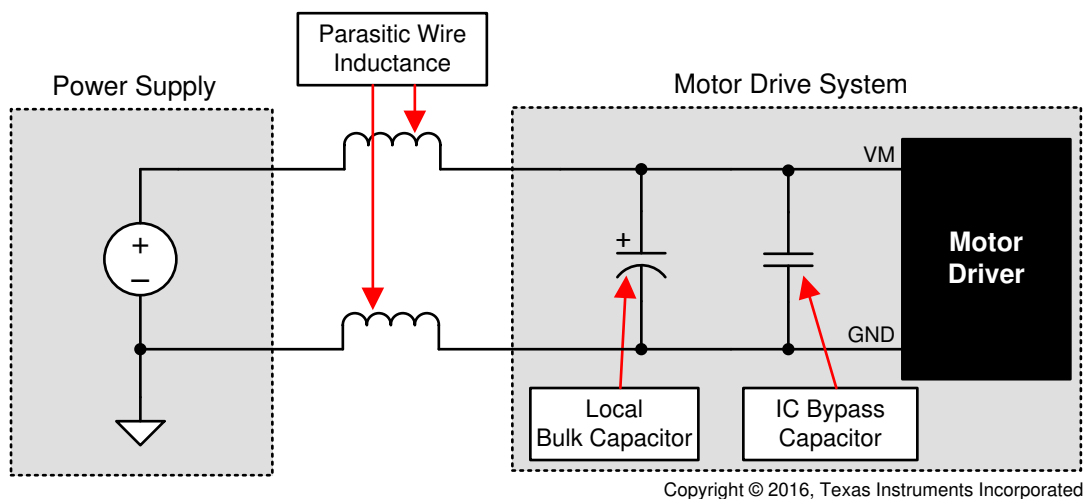 Parasitic Wire
Inductance
Power Supply
Motor Drive System
VM
+
−
+
Motor
Driver
GND
Local
Bulk Capacitor
IC Bypass
Capacitor
Copyright © 2016, Texas Instruments Incorporated